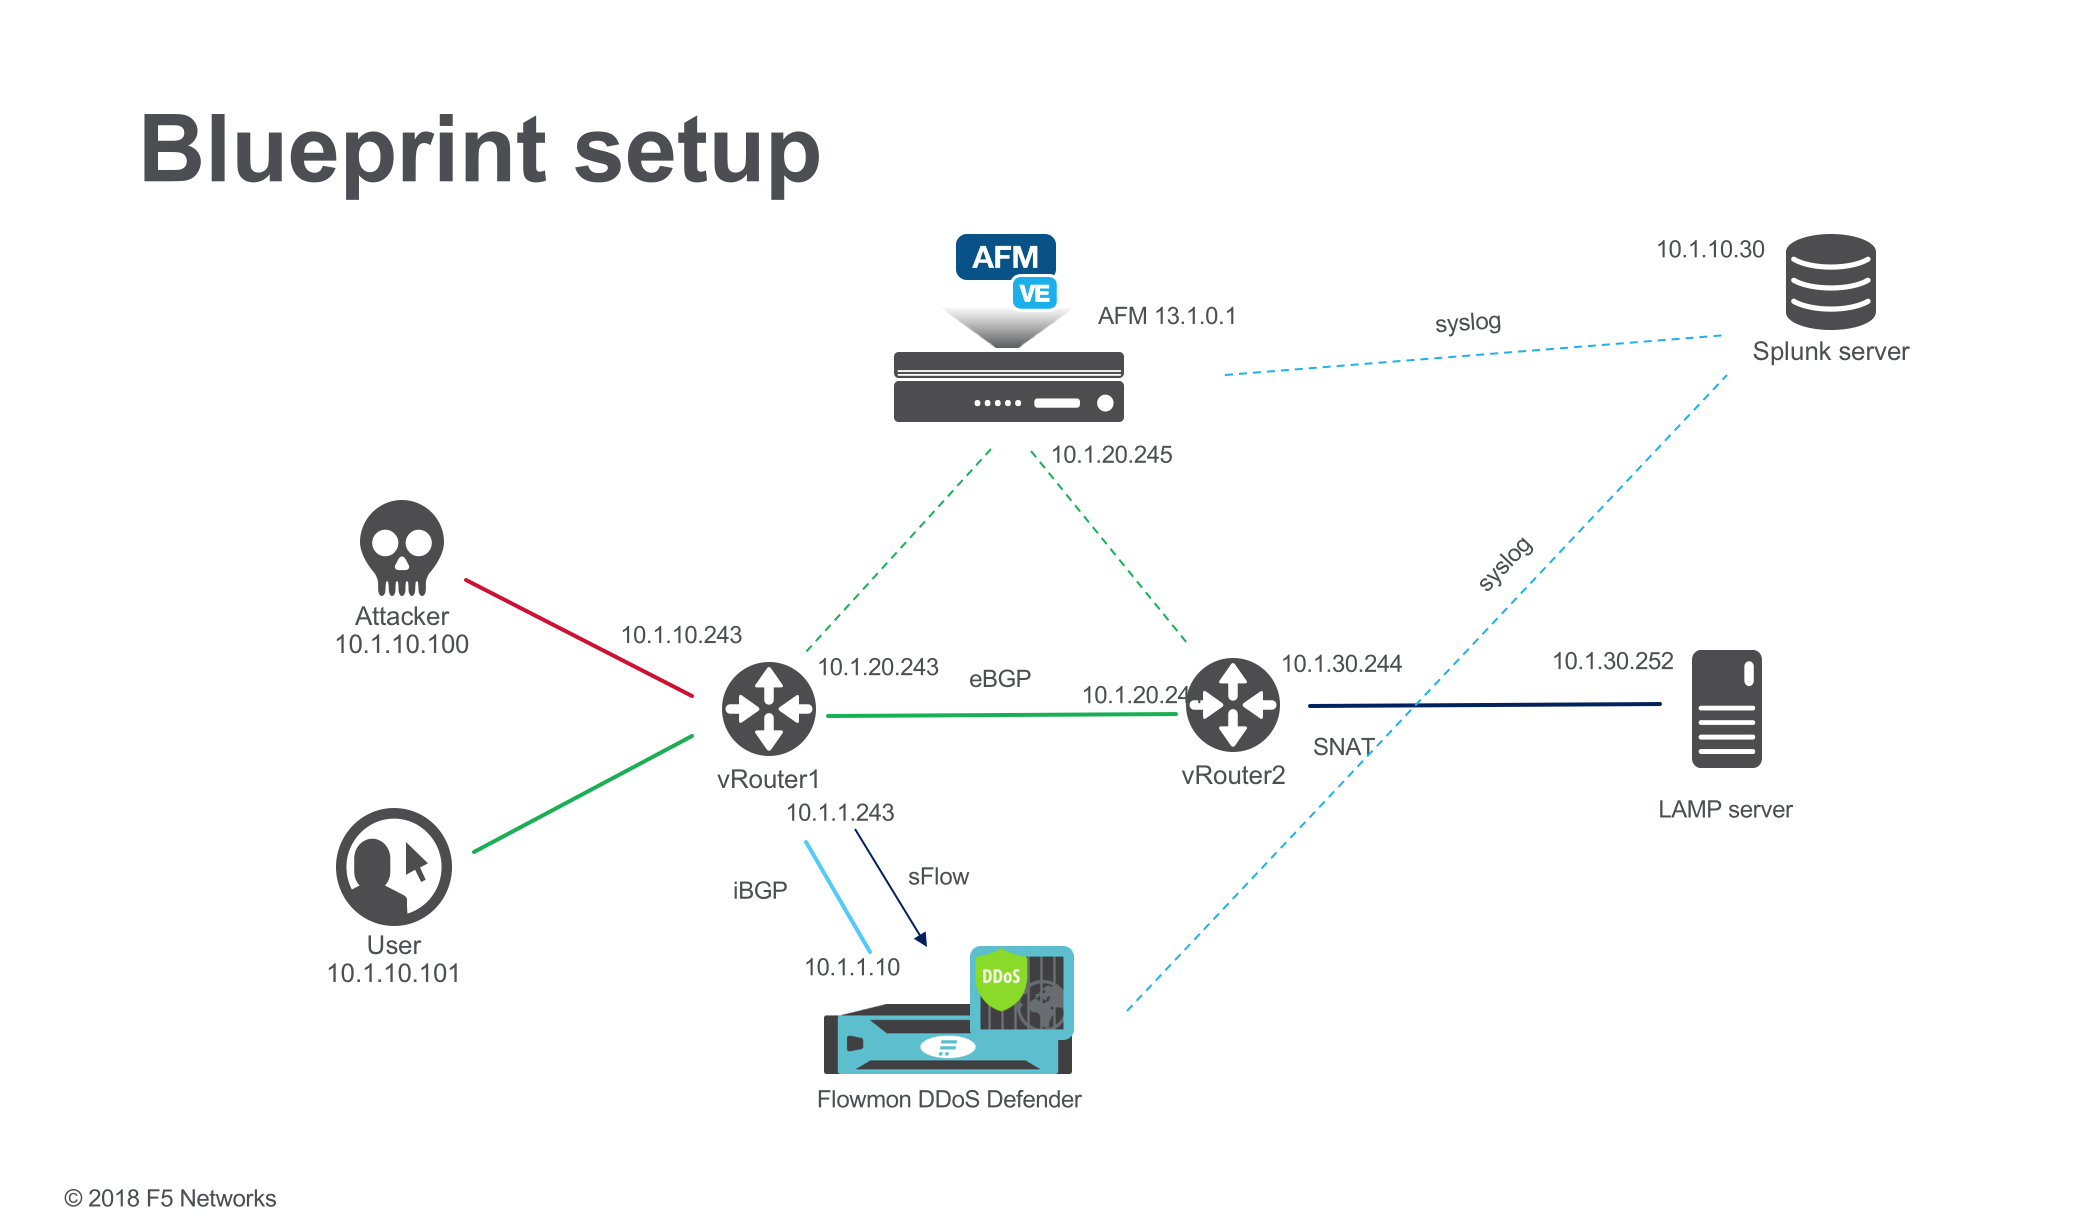 Blueprint setup
AFM
VE
10.1.10.30
AFM 13.1.0.1
syslog
Splunk server
10.1.20.245
syslog
Attacker
10.1.10.100
10.1.10.243
10.1.20.243
eBGP
10.1.20.24
10.1.30.244
10.1.30.252
vRouter1
vRouter2
SNAT
LAMP server
10.1.1.243
sFlow
iBGP
User
10.1.10.101
10.1.1.10
DDoS
Flowmon DDoS Defender
© 2018 F5 Networks